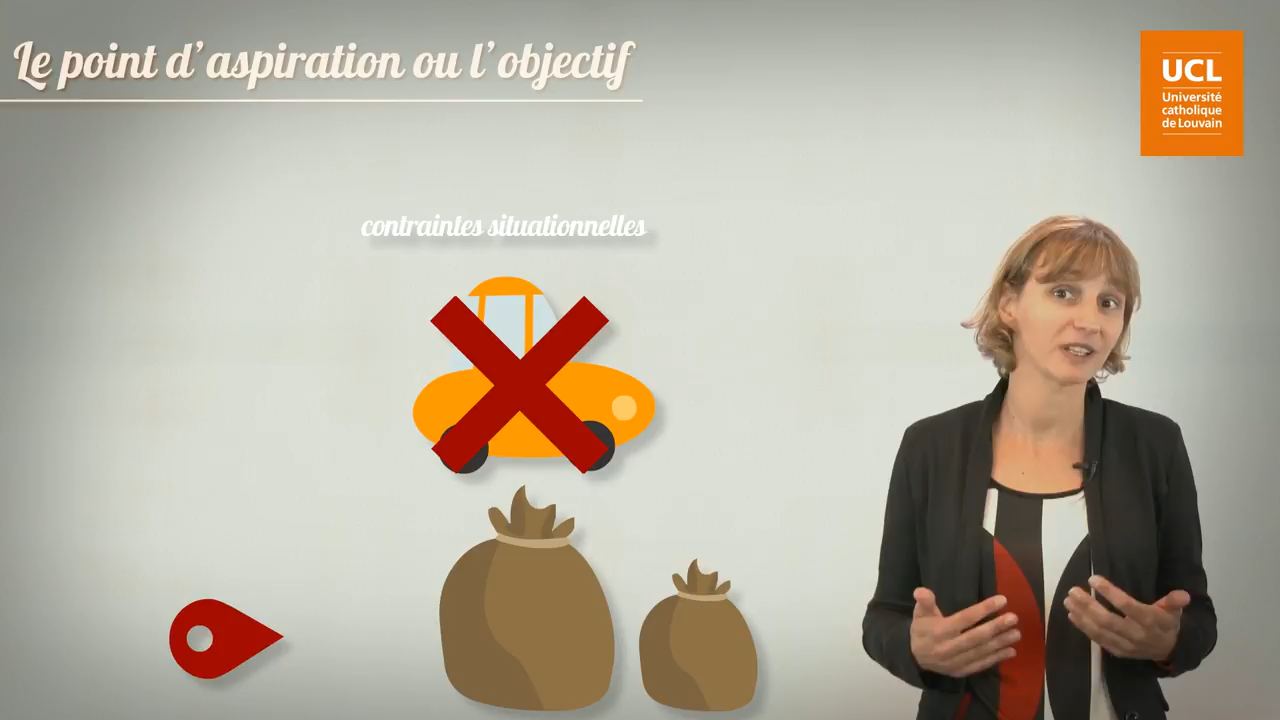 Le point d'aspiration ou l'objectif
UCL
Université
catholique
de Louvain
contraintes situationnelles